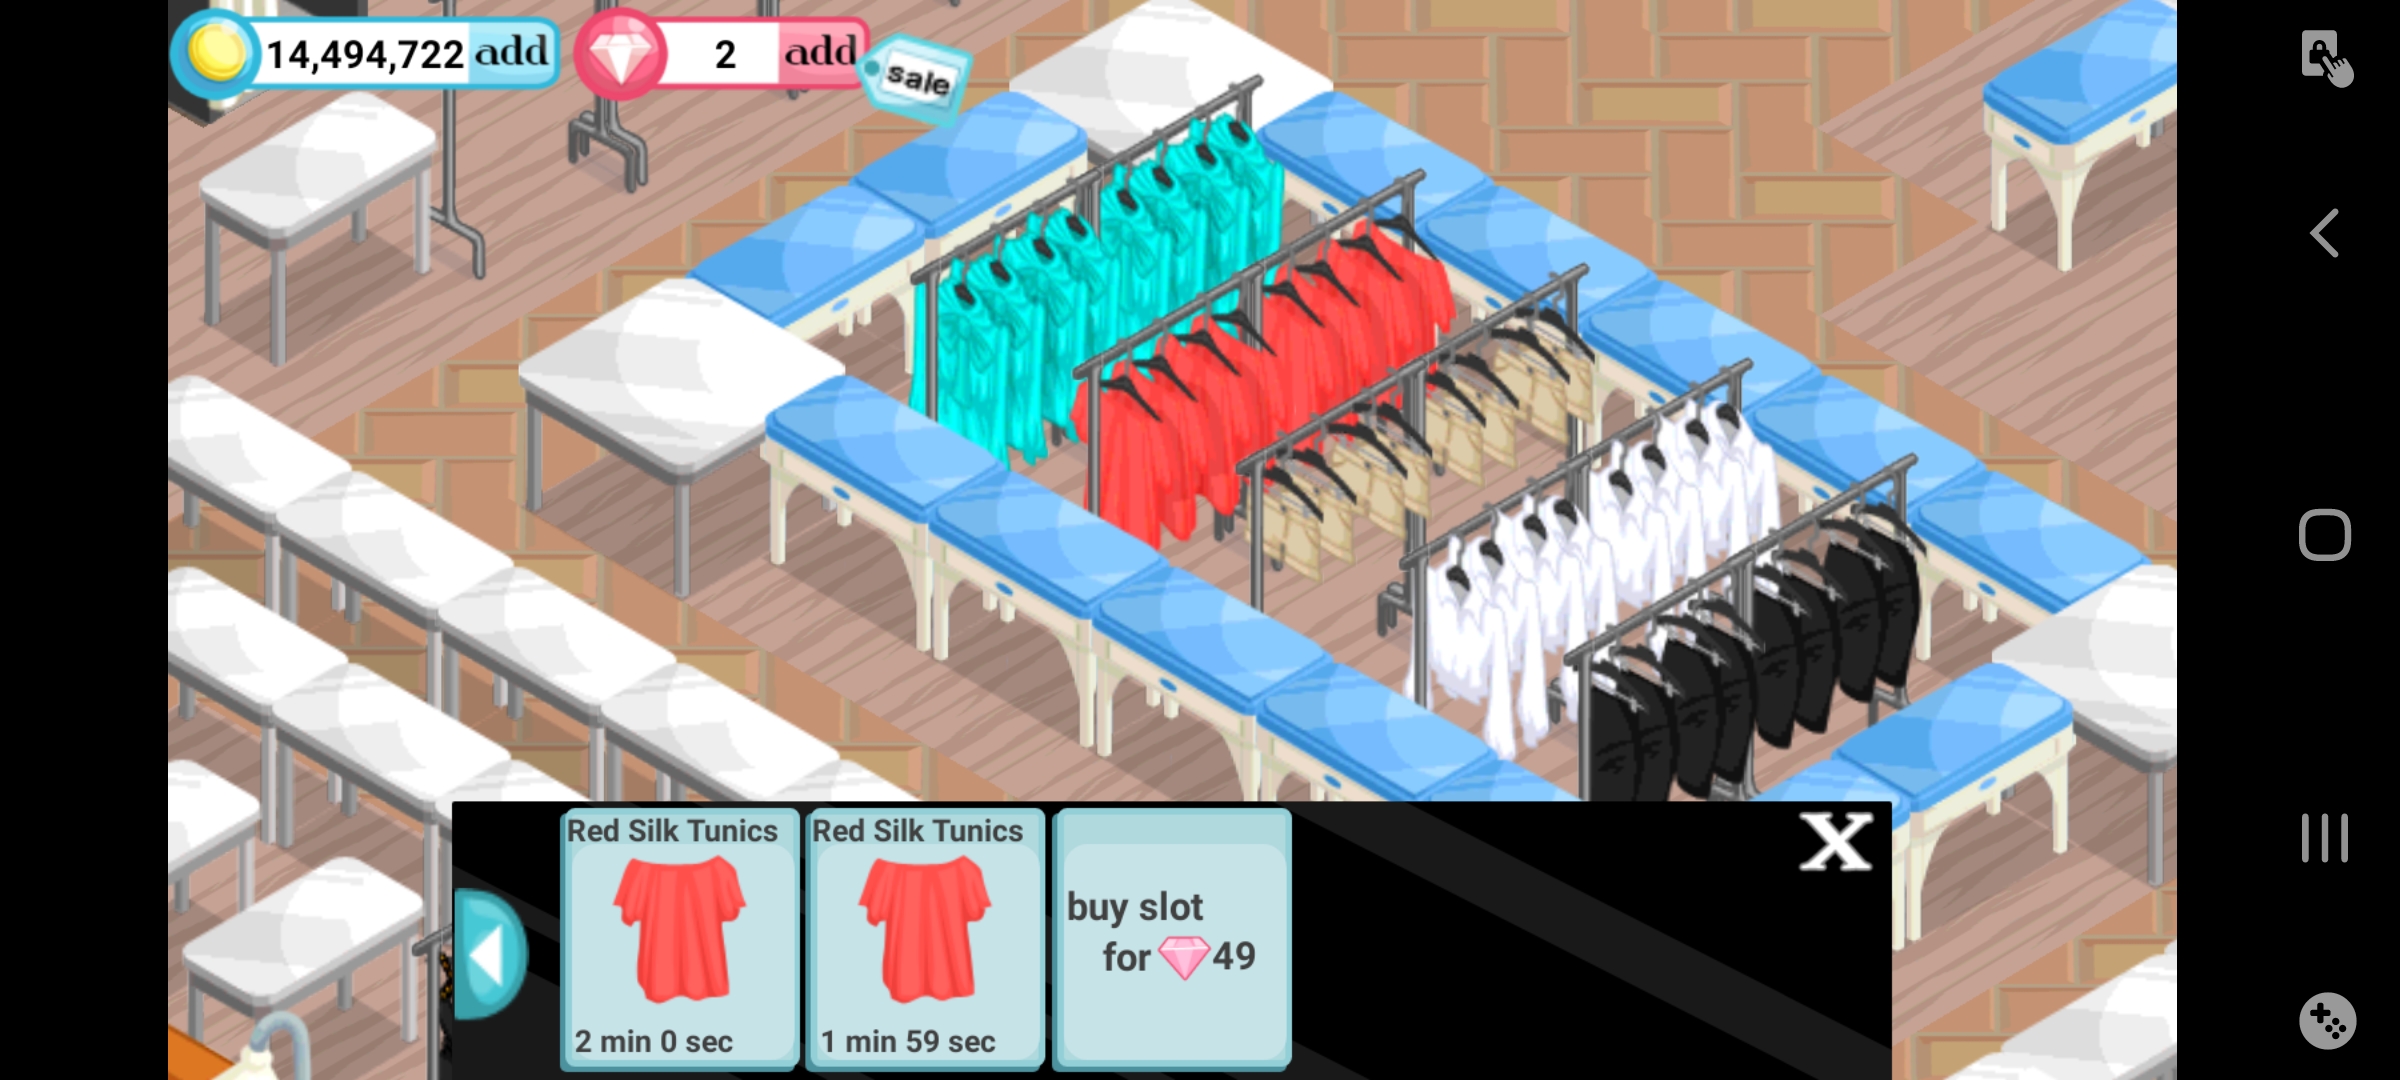 14,494,722 add
2 add
sale
Red Silk Tunics
2 min 0 sec
Red Silk Tunics
1 min 59 sec
buy slot
for 49
X